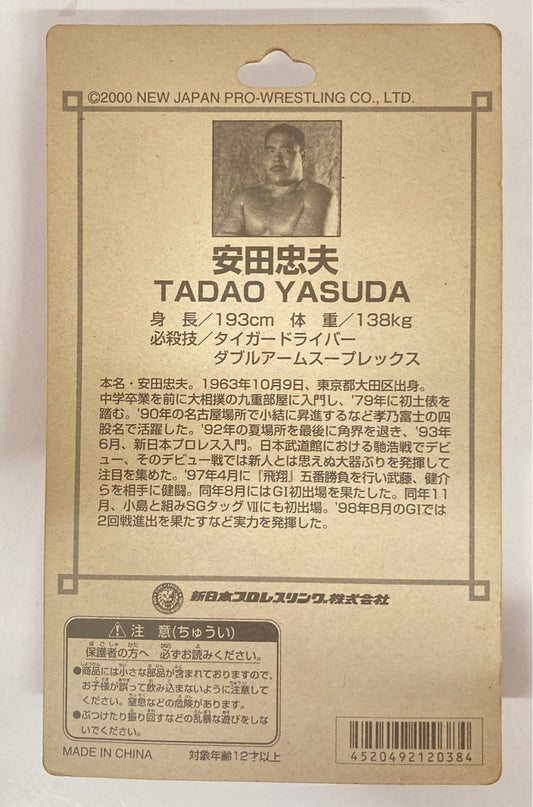 ©2000 NEW JAPAN PRO-WRESTLING CO., LTD.
安田忠夫
TADAO YASUDA
身 長／193cm 体 重／138kg
必殺技／タイガードライバー
ダブルアームスープレックス
本名・安田忠夫。1963年10月9日、東京都大田区出身。
中学卒業を前に大相撲の九重部屋に入門し、'79年に初土俵を
踏む。'90年の名古屋場所で小結に昇進するなど孝乃富士の四
股名で活躍した。'92年の夏場所を最後に角界を退き、'93年
6月、新日本プロレス入門。日本武道館における馳浩戦でデビ
ュー、そのデビュー戦では新人とは思えぬ大器ぶりを発揮して
注目を集めた。'97年4月に『飛翔』五番勝負を行い武藤、健介
らを相手に健闘。同年8月にはGI初出場を果たした。同年11
月、小島と組みSGタッグⅦにも初出場。'98年8月のGIでは
2回戦進出を果たすなど実力を発揮した。
新日本プロレスリング株式会社
注 意(ちゅうい)
保護者の方へ 必ずお読みください。
●商品には小さな部品が含まれておりますので、
お子様が誤って飲み込まないように注意して
ください。窒息などの危険があります。
●ぶつけたり振り回すなどの乱暴な遊びをしな
いでください。
MADE IN CHINA 対象年齢12才以上
4520492120384